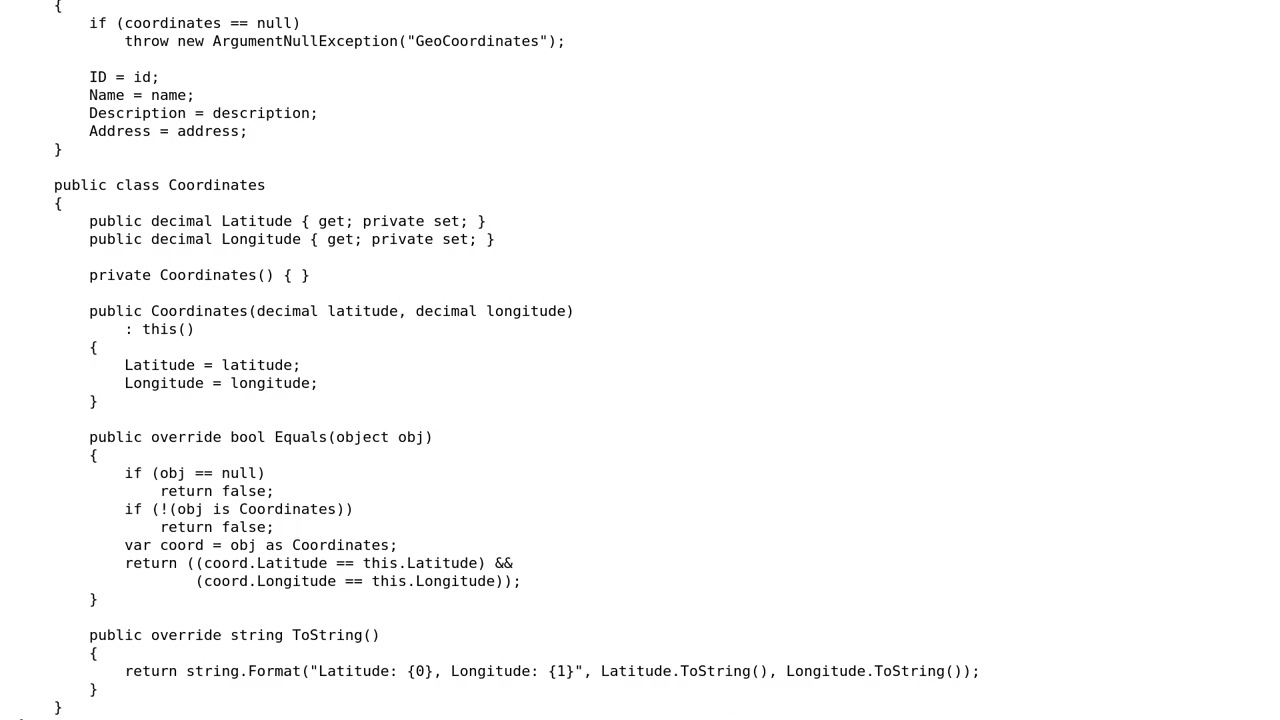 {
if (coordinates == null)
throw new ArgumentNullException("GeoCoordinates");
ID = id;
Name = name;
Description = description;
Address = address;
}
public class Coordinates
{
public decimal Latitude { get; private set; }
public decimal Longitude { get; private set; }
private Coordinates() { }
public Coordinates(decimal latitude, decimal longitude)
: this()
{
Latitude = latitude;
Longitude = longitude;
}
public override bool Equals(object obj)
{
if (obj == null)
return false;
if (!(obj is Coordinates))
return false;
var coord = obj as Coordinates;
return ((coord.Latitude == this.Latitude) &&
(coord.Longitude == this.Longitude));
}
public override string ToString()
{
return string.Format("Latitude: {0}, Longitude: {1}", Latitude.ToString(), Longitude.ToString());
}
}